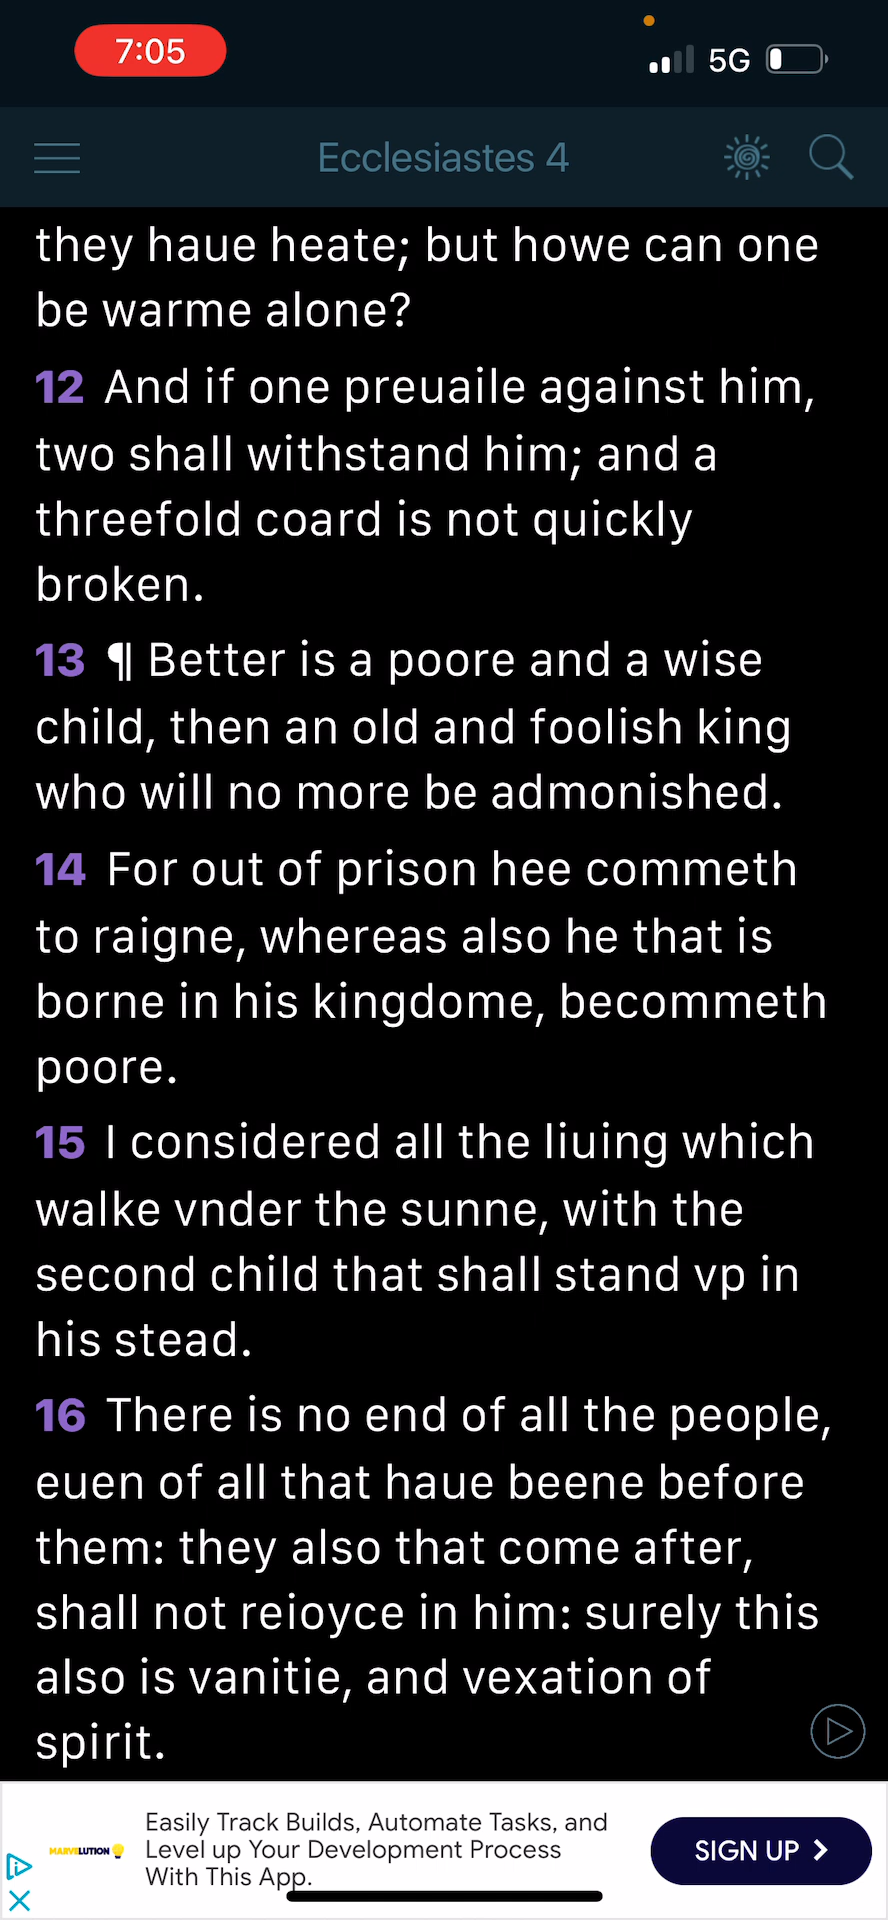 7:05
5G
Ecclesiastes 4
they haue heate; but howe can one
be warme alone?
12 And if one preuaile against him,
two shall withstand him; and a
threefold coard is not quickly
broken.
13 ¶ Better is a poore and a wise
child, then an old and foolish king
who will no more be admonished.
14 For out of prison hee commeth
to raigne, whereas also he that is
borne in his kingdome, becommeth
poore.
15 I considered all the liuing which
walke vnder the sunne, with the
second child that shall stand vp in
his stead.
16 There is no end of all the people,
euen of all that haue beene before
them: they also that come after,
shall not reioyce in him: surely this
also is vanitie, and vexation of
spirit.
Easily Track Builds, Automate Tasks, and
MARVELUTION Level up Your Development Process
With This App.
SIGN UP